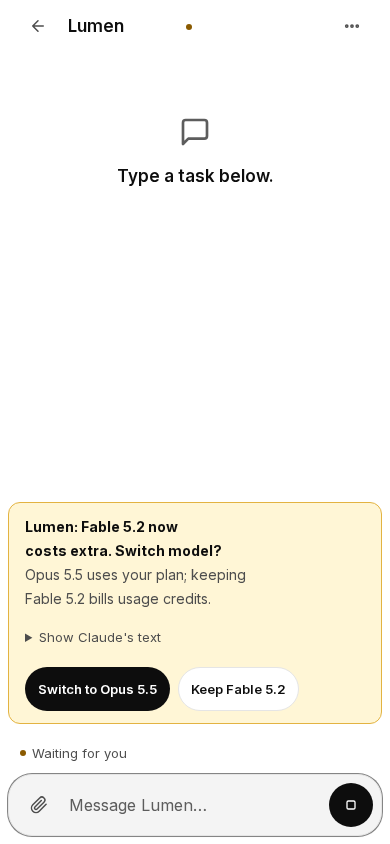 Lumen
Type a task below.
Lumen: Fable 5.2 now
costs extra. Switch model?
Opus 5.5 uses your plan; keeping
Fable 5.2 bills usage credits.
Show Claude's text
Switch to Opus 5.5
Keep Fable 5.2
Waiting for you
Message Lumen…